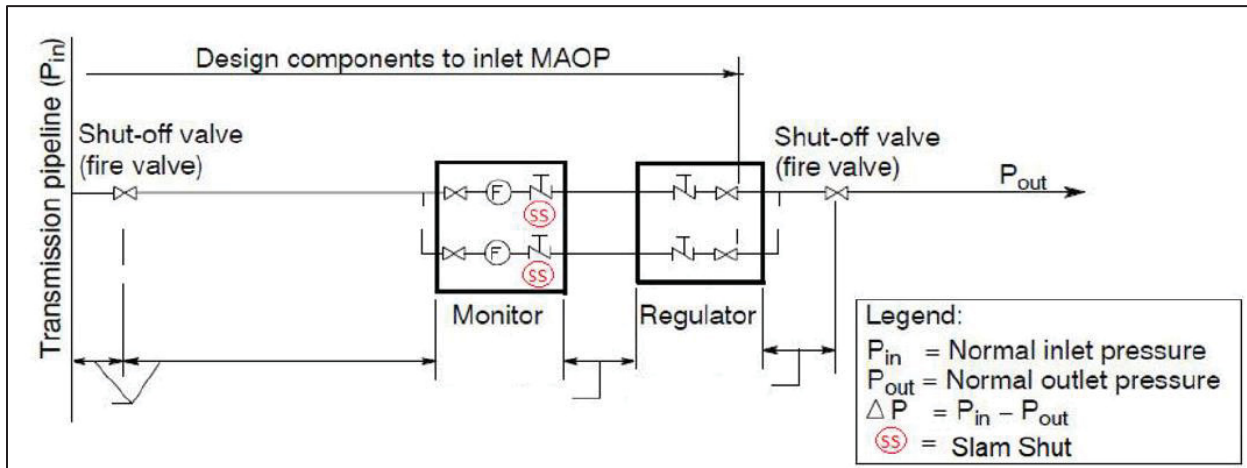 Transmission pipeline (Pin)
Design components to inlet MAOP
Shut-off valve
(fire valve)
Shut-off valve
(fire valve)
Pout
F
SS
F
SS
Monitor
Regulator
Legend:
Pin = Normal inlet pressure
Pout = Normal outlet pressure
△ P = Pin – Pout
SS = Slam Shut